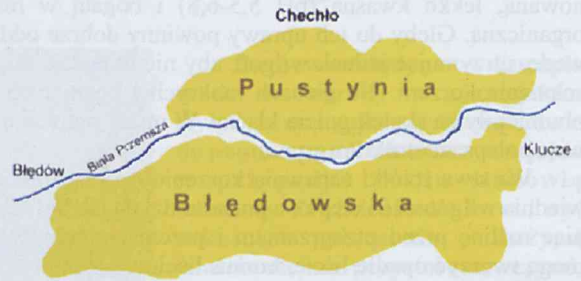 Chechło
Pustynia
Biała Przemsza
Błędów
Klucze
Błędowska